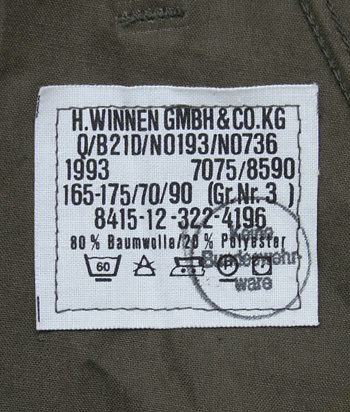 H.WINNEN GMBH & CO.KG
Q/B21D/N0193/N0736
1993 7075/8590
165-175/70/90 (Gr.Nr.3 )
8415-12-322-4196
80 % Baumwolle/20 % Polyester
60
Keine
Bundeswehr
ware